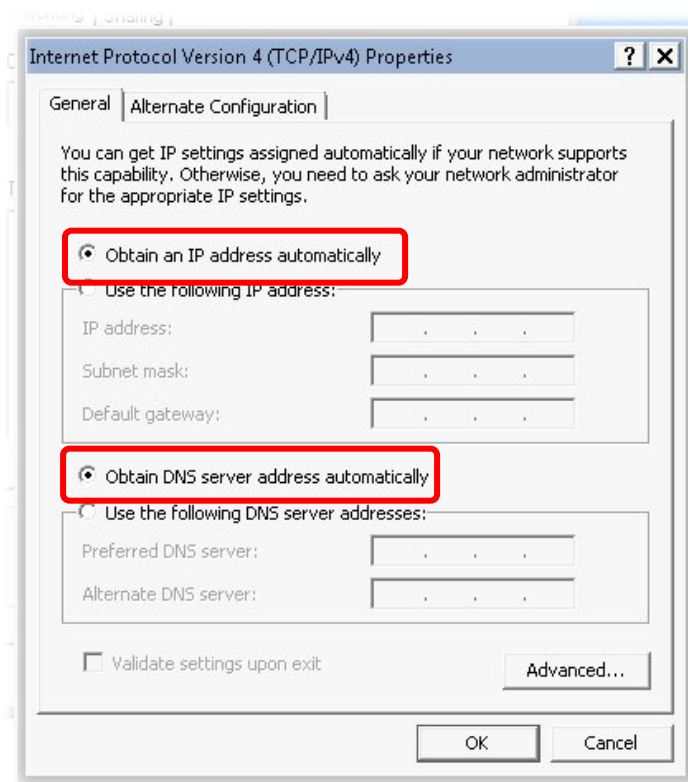 Sharing
Internet Protocol Version 4 (TCP/IPv4) Properties
General
Alternate Configuration
You can get IP settings assigned automatically if your network supports
this capability. Otherwise, you need to ask your network administrator
for the appropriate IP settings.
Obtain an IP address automatically
Use the following IP address:
IP address:
Subnet mask:
Default gateway:
Obtain DNS server address automatically
Use the following DNS server addresses:
Preferred DNS server:
Alternate DNS server:
Validate settings upon exit
Advanced...
OK
Cancel